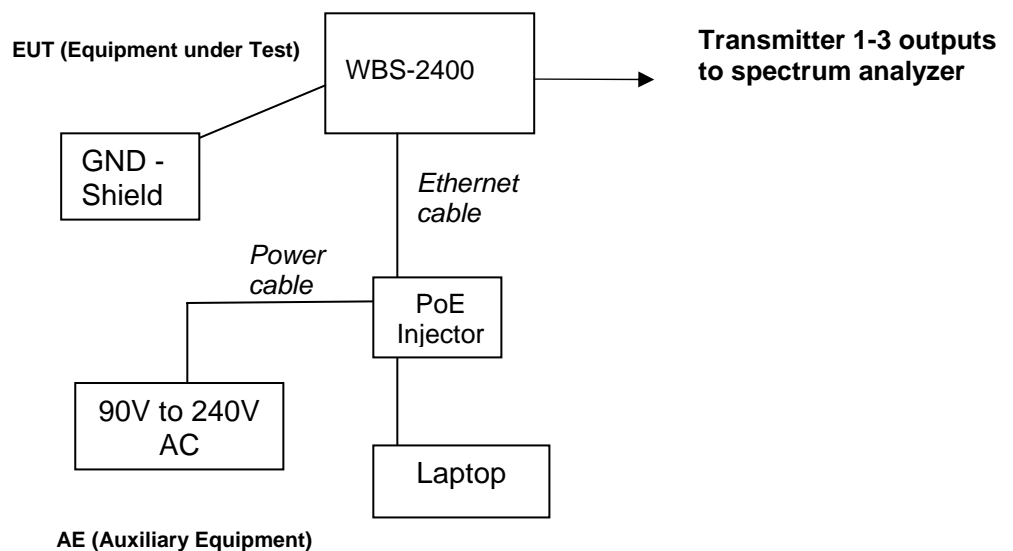 EUT (Equipment under Test)
WBS-2400
Transmitter 1-3 outputs
to spectrum analyzer
GND -
Shield
Ethernet
cable
Power
cable
PoE
Injector
90V to 240V
AC
Laptop
AE (Auxiliary Equipment)